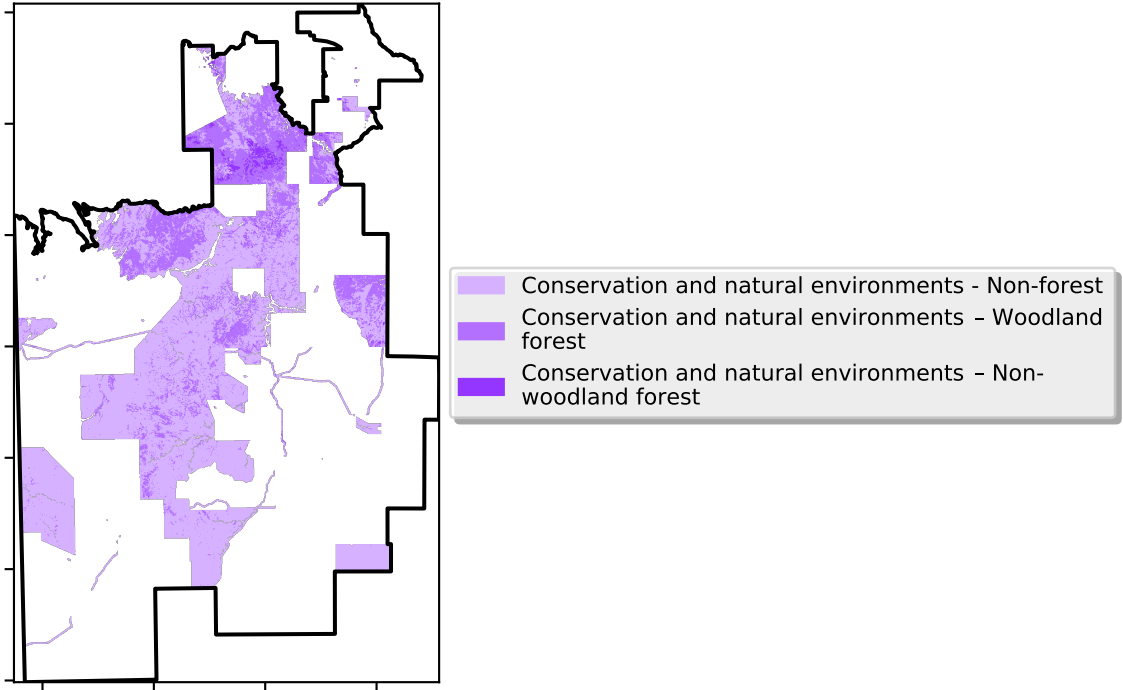 Conservation and natural environments - Non-forest
Conservation and natural environments – Woodland
forest
Conservation and natural environments – Non-
woodland forest